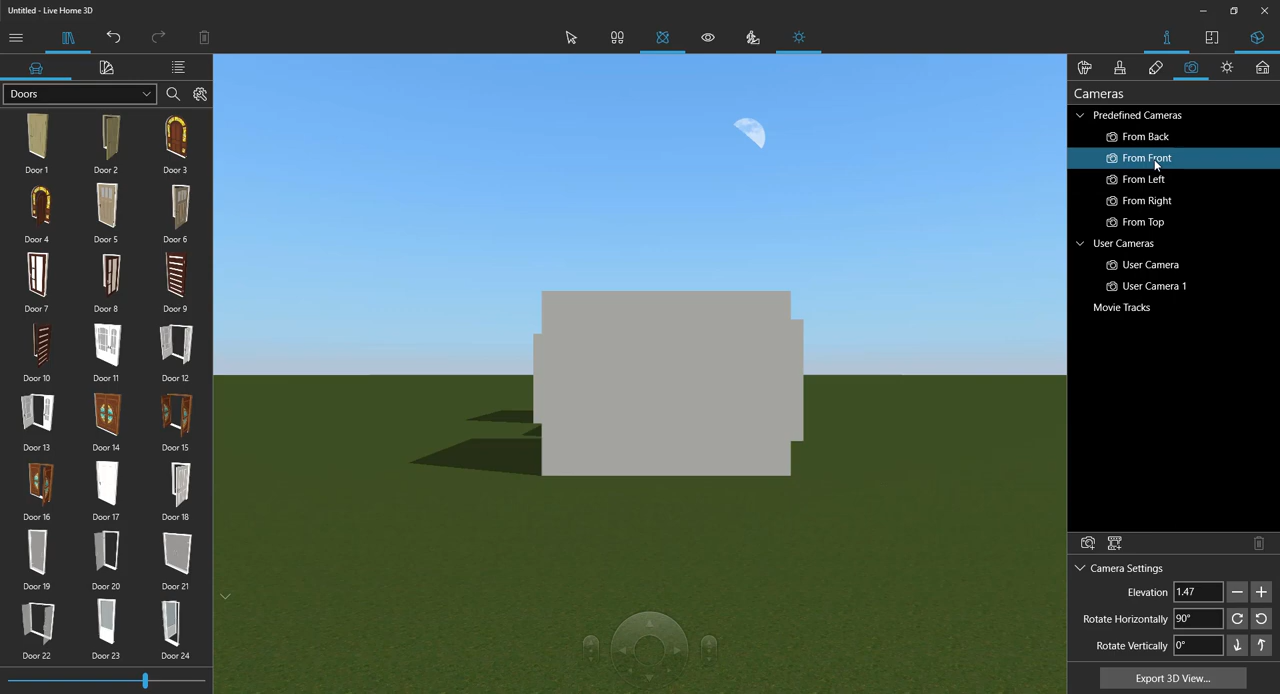 Untitled - Live Home 3D
Doors
Door 1 Door 2 Door 3
Door 4 Door 5 Door 6
Door 7 Door 8 Door 9
Door 10 Door 11 Door 12
Door 13 Door 14 Door 15
Door 16 Door 17 Door 18
Door 19 Door 20 Door 21
Door 22 Door 23 Door 24
Cameras
Predefined Cameras
From Back
From Front
From Left
From Right
From Top
User Cameras
User Camera
User Camera 1
Movie Tracks
Camera Settings
Elevation 1.47
Rotate Horizontally 90°
Rotate Vertically 0°
Export 3D View...